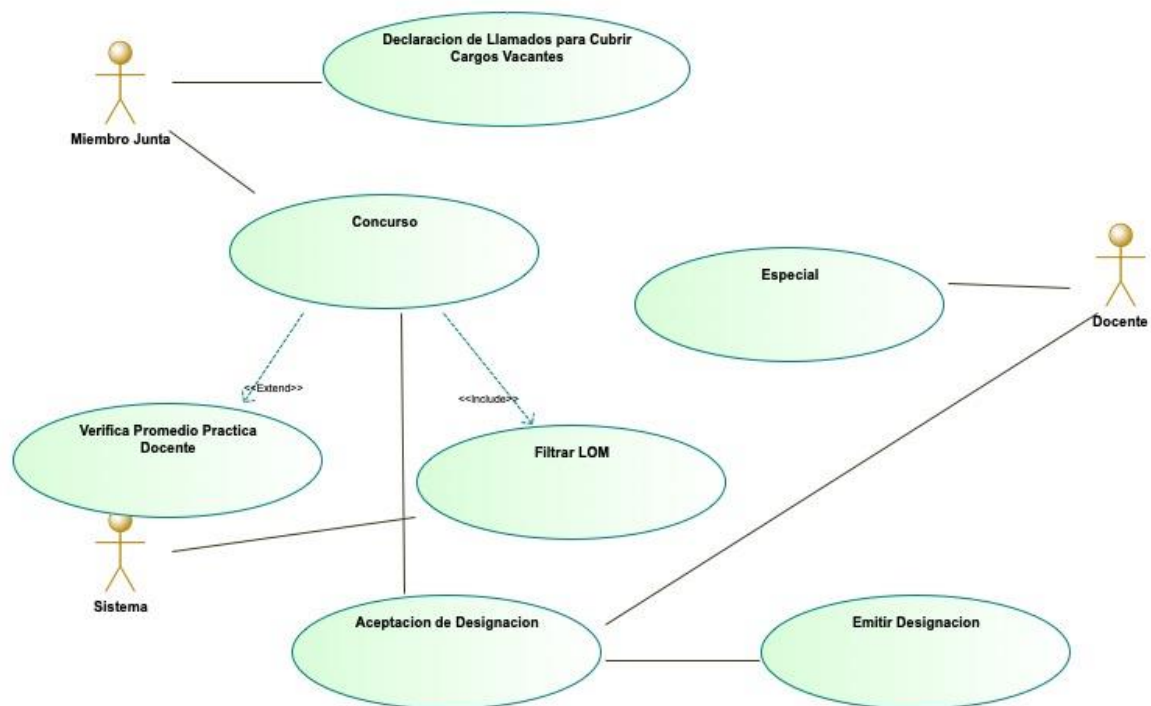 Declaracion de Llamados para Cubrir
Cargos Vacantes
Miembro Junta
Concurso
Especial
Docente
<<Extend>>
<<Include>>
Verifica Promedio Practica
Docente
Filtrar LOM
Sistema
Aceptacion de Designacion
Emitir Designacion